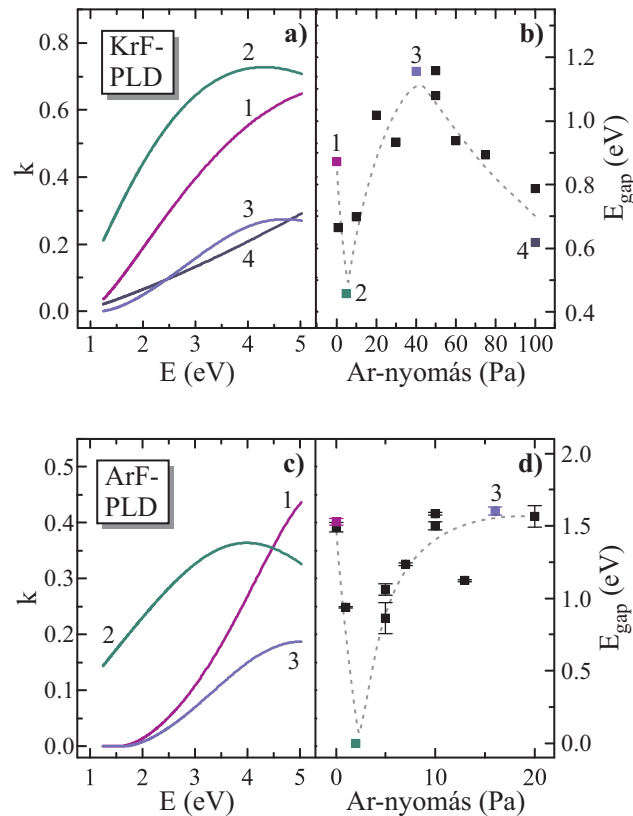 KrF-
PLD
a)
b)
0.8
0.6
0.4
0.2
0.0
k
1
2
3
4
1 2 3 4 5
E (eV)
1
2
3
4
0 20 40 60 80 100
Ar-nyomás (Pa)
1.2
1.0
0.8
0.6
0.4
E_gap (eV)
ArF-
PLD
c)
d)
0.5
0.4
0.3
0.2
0.1
0.0
k
1
2
3
1 2 3 4 5
E (eV)
3
0 10 20
Ar-nyomás (Pa)
2.0
1.5
1.0
0.5
0.0
E_gap (eV)